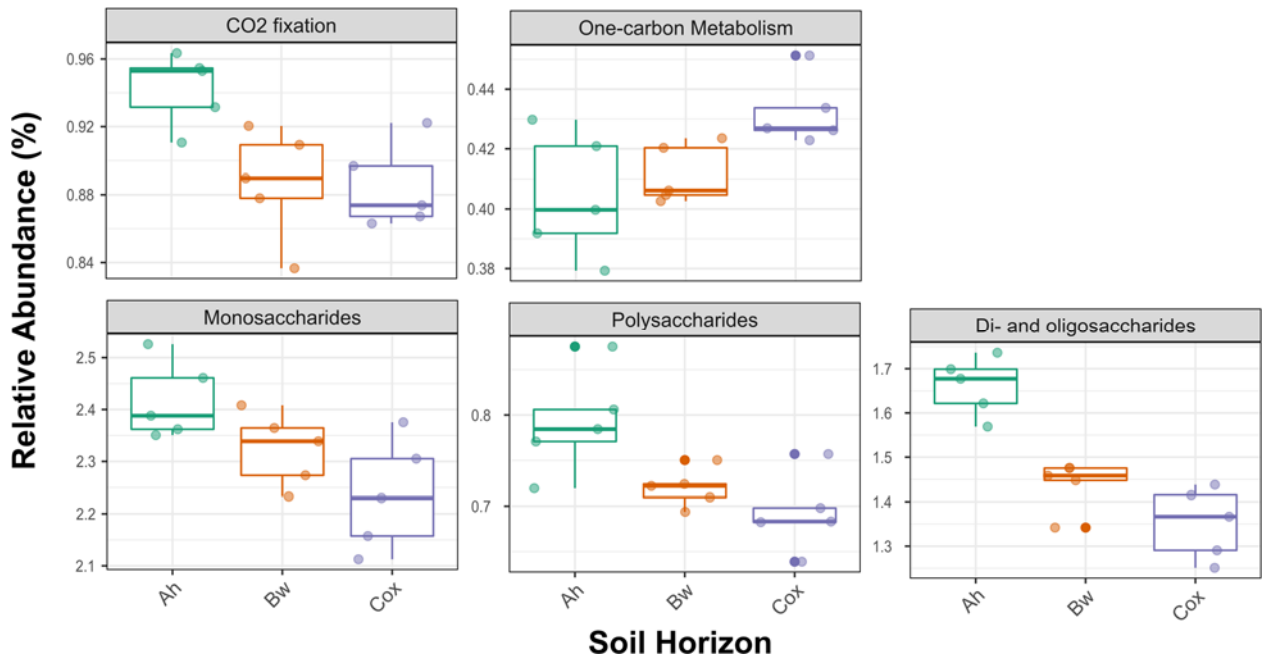 CO2 fixation
One-carbon Metabolism
Relative Abundance (%)
0.96
0.92
0.88
0.84
0.44
0.42
0.40
0.38
Monosaccharides
Polysaccharides
Di- and oligosaccharides
2.5
2.4
2.3
2.2
2.1
0.8
0.7
1.7
1.6
1.5
1.4
1.3
Ah
Bw
Cox
Ah
Bw
Cox
Ah
Bw
Cox
Soil Horizon